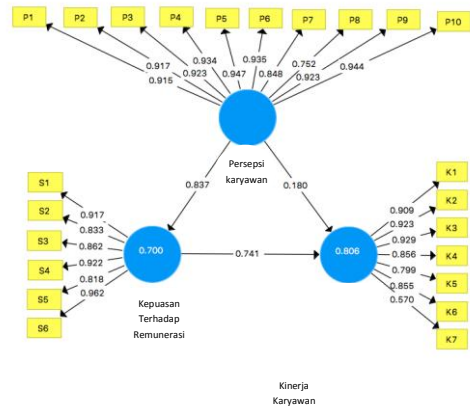 P1 P2 P3 P4 P5 P6 P7 P8 P9 P10
0.915
0.917
0.923
0.934
0.947
0.935
0.848
0.752
0.923
0.944
Persepsi
karyawan
0.837
0,180
S1
S2
S3
S4
S5
S6
0.917
0.833
0.862
0.922
0.818
0.962
0.700
0.741
0.806
K1
K2
K3
K4
K5
K6
K7
0.909
0.923
0.929
0.856
0.799
0.855
0.570
Kepuasan
Terhadap
Remunerasi
Kinerja
Karyawan